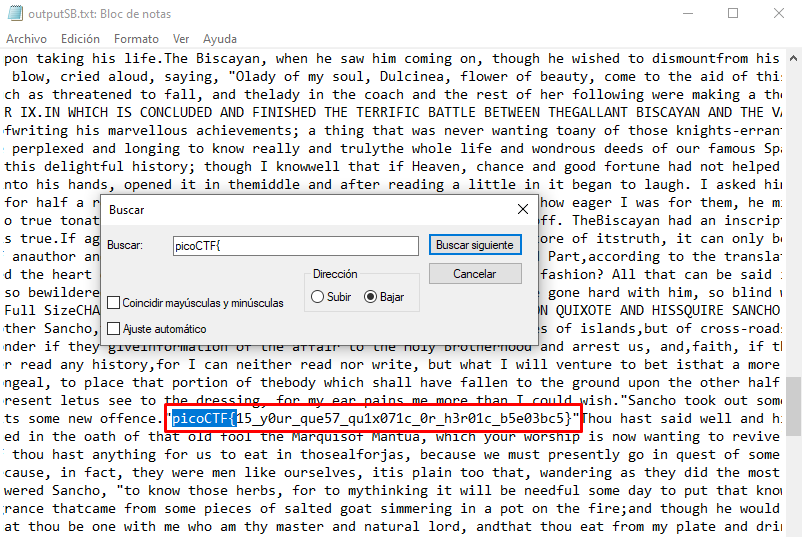 outputSB.txt: Bloc de notas
Archivo Edición Formato Ver Ayuda
pon taking his life.The Biscayan, when he saw him coming on, though he wished to dismountfrom his
blow, cried aloud, saying, "Olady of my soul, Dulcinea, flower of beauty, come to the aid of this
ch as threatened to fall, and thelady in the coach and the rest of her following were making a tho
R IX.IN WHICH IS CONCLUDED AND FINISHED THE TERRIFIC BATTLE BETWEEN THEGALLANT BISCAYAN AND THE VA
fwriting his marvellous achievements; a thing that was never wanting toany of those knights-errant
perplexed and longing to know really and trulythe whole life and wondrous deeds of our famous Spa
this delightful history; though I knowwell that if Heaven, chance and good fortune had not helped
nto his hands, opened it in themiddle and after reading a little in it began to laugh. I asked him
for half a r how eager I was for them, he mi
o true tonat off. TheBiscayan had an inscript
s true.If ag ore of itstruth, it can only be
anauthor an Part,according to the translat
d the heart fashion? All that can be said i
so bewildere gone hard with him, so blind w
Full SizeCHA ON QUIXOTE AND HISSQUIRE SANCHO
other Sancho, es of islands,but of cross-roads
Buscar
Buscar:
picoCTF{
Buscar siguiente
Cancelar
Dirección
Subir Bajar
Coincidir mayúsculas y minúsculas
Ajuste automático
onder if they giveinformation of the affair to the Holy Brotherhood and arrest us, and,faith, if th
r read any history,for I can neither read nor write, but what I will venture to bet isthat a more
ongeal, to place that portion of thebody which shall have fallen to the ground upon the other half
present letus see to the dressing, for my ear pains me more than I could wish."Sancho took out some
ts some new offence."picoCTF{15_y0ur_que57_qu1x071c_0r_h3r01c_b5e03bc5}"Thou hast said well and hi
ed in the oath of that old fool the Marquisof Mantua, which your worship is now wanting to revive
f thou hast anything for us to eat in thosealforjas, because we must presently go in quest of some
cause, in fact, they were men like ourselves, itis plain too that, wandering as they did the most
wered Sancho, "to know those herbs, for to mythinking it will be needful some day to put that know
grance thatcame from some pieces of salted goat simmering in a pot on the fire;and though he would
at thou be one with me who am thy master and natural lord, andthat thou eat from my plate and drin